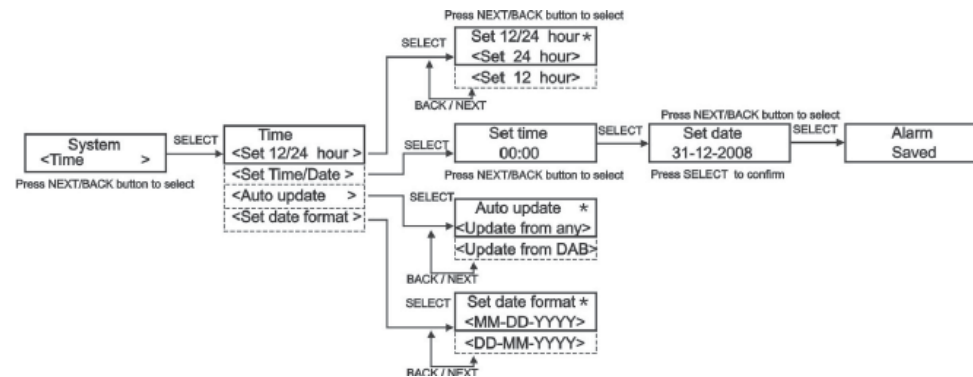 Press NEXT/BACK button to select
SELECT
Set 12/24 hour *
<Set 24 hour>
<Set 12 hour>
BACK / NEXT
System
<Time >
Press NEXT/BACK button to select
SELECT
Time
<Set 12/24 hour >
<Set Time/Date >
<Auto update >
<Set date format >
SELECT
Set time
00:00
Press NEXT/BACK button to select
SELECT
Press NEXT/BACK button to select
Set date
31-12-2008
Press SELECT to confirm
SELECT
Alarm
Saved
SELECT
Auto update *
<Update from any>
<Update from DAB>
BACK / NEXT
SELECT
Set date format *
<MM-DD-YYYY>
<DD-MM-YYYY>
BACK / NEXT